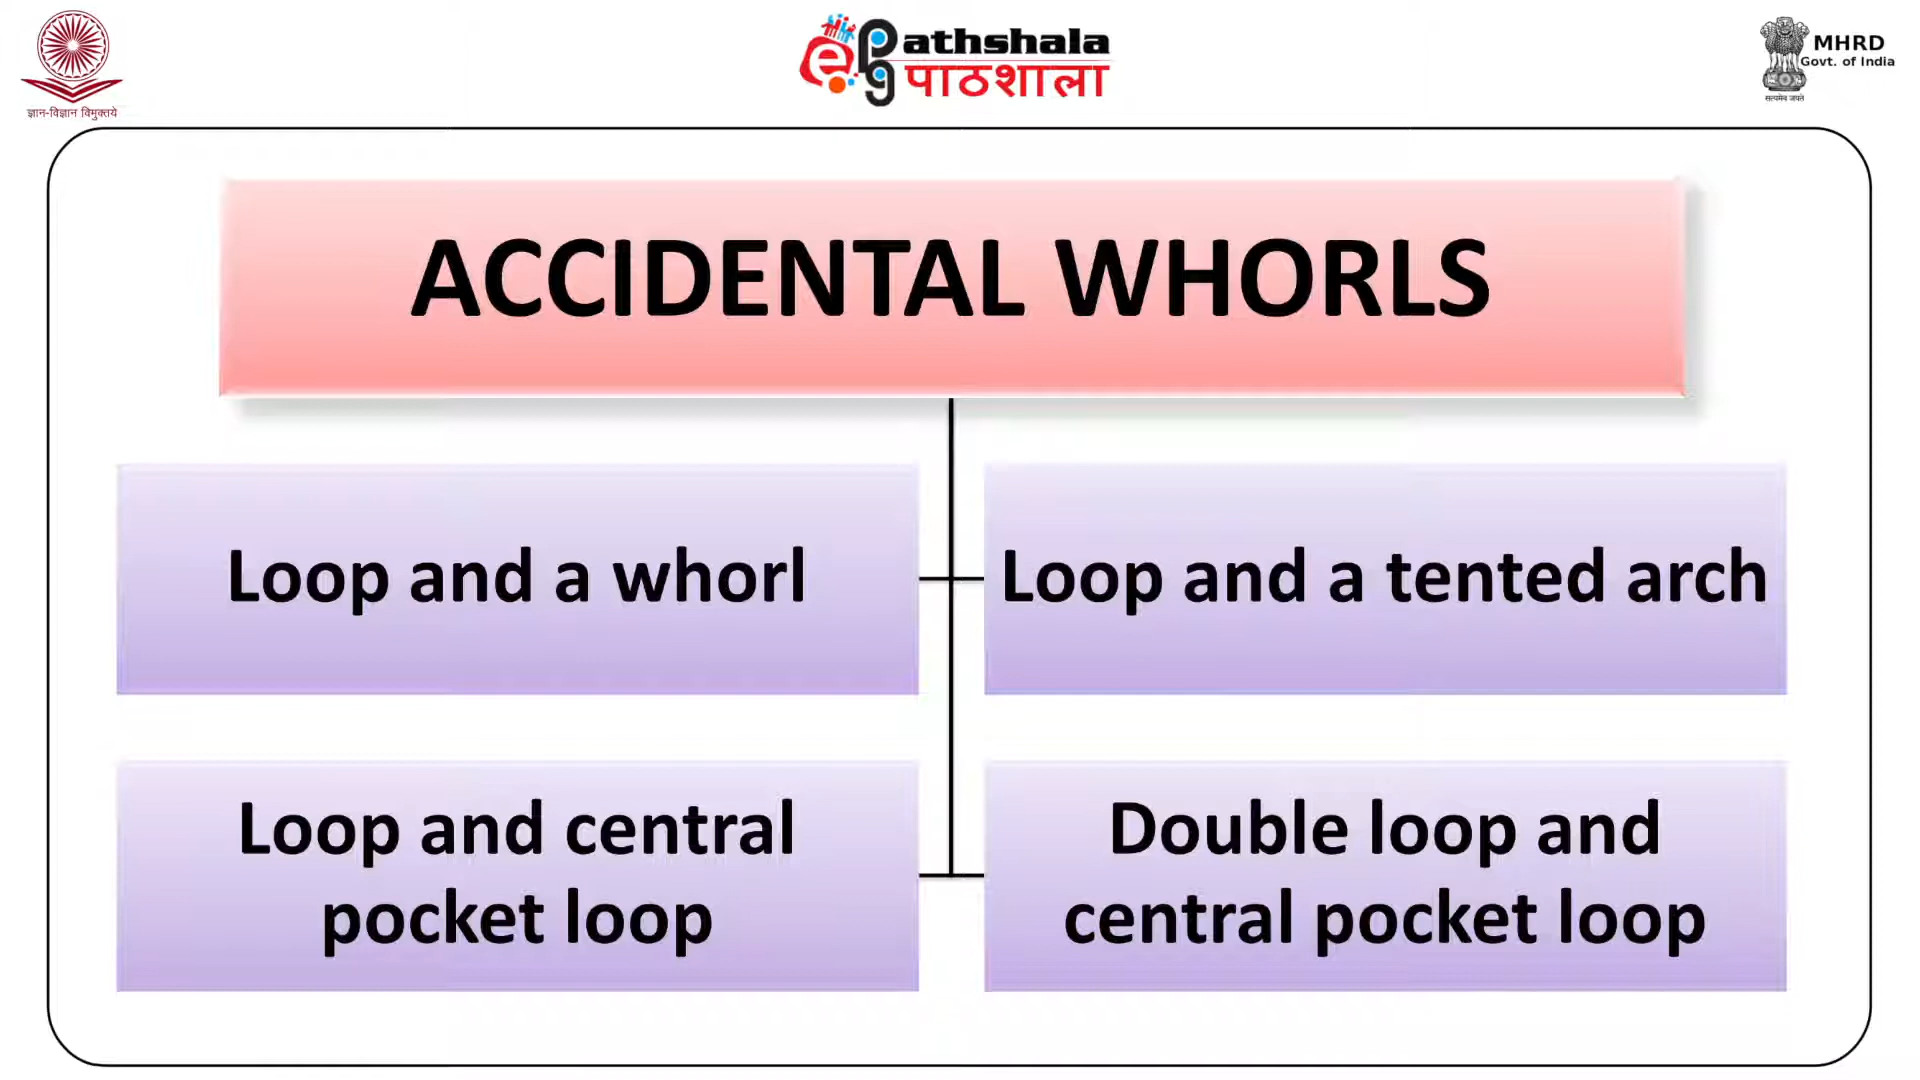 ज्ञान-विज्ञान विमुक्तये
ePgPathshala
पाठशाला
MHRD
Govt. of India
सत्यमेव जयते
ACCIDENTAL WHORLS
Loop and a whorl
Loop and a tented arch
Loop and central
pocket loop
Double loop and
central pocket loop